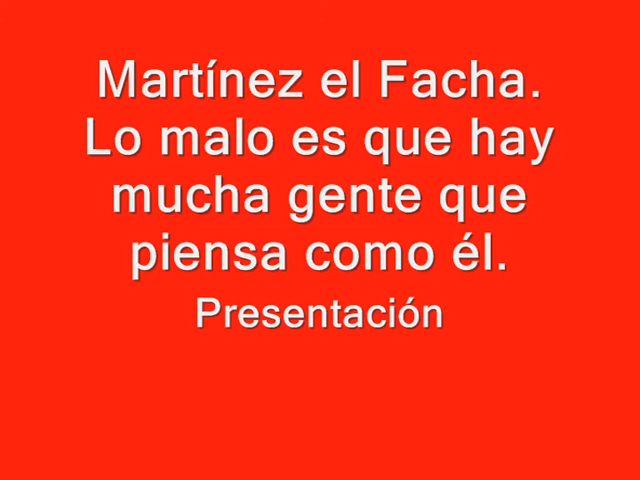 Martínez el Facha.
Lo malo es que hay
mucha gente que
piensa como él.
Presentación